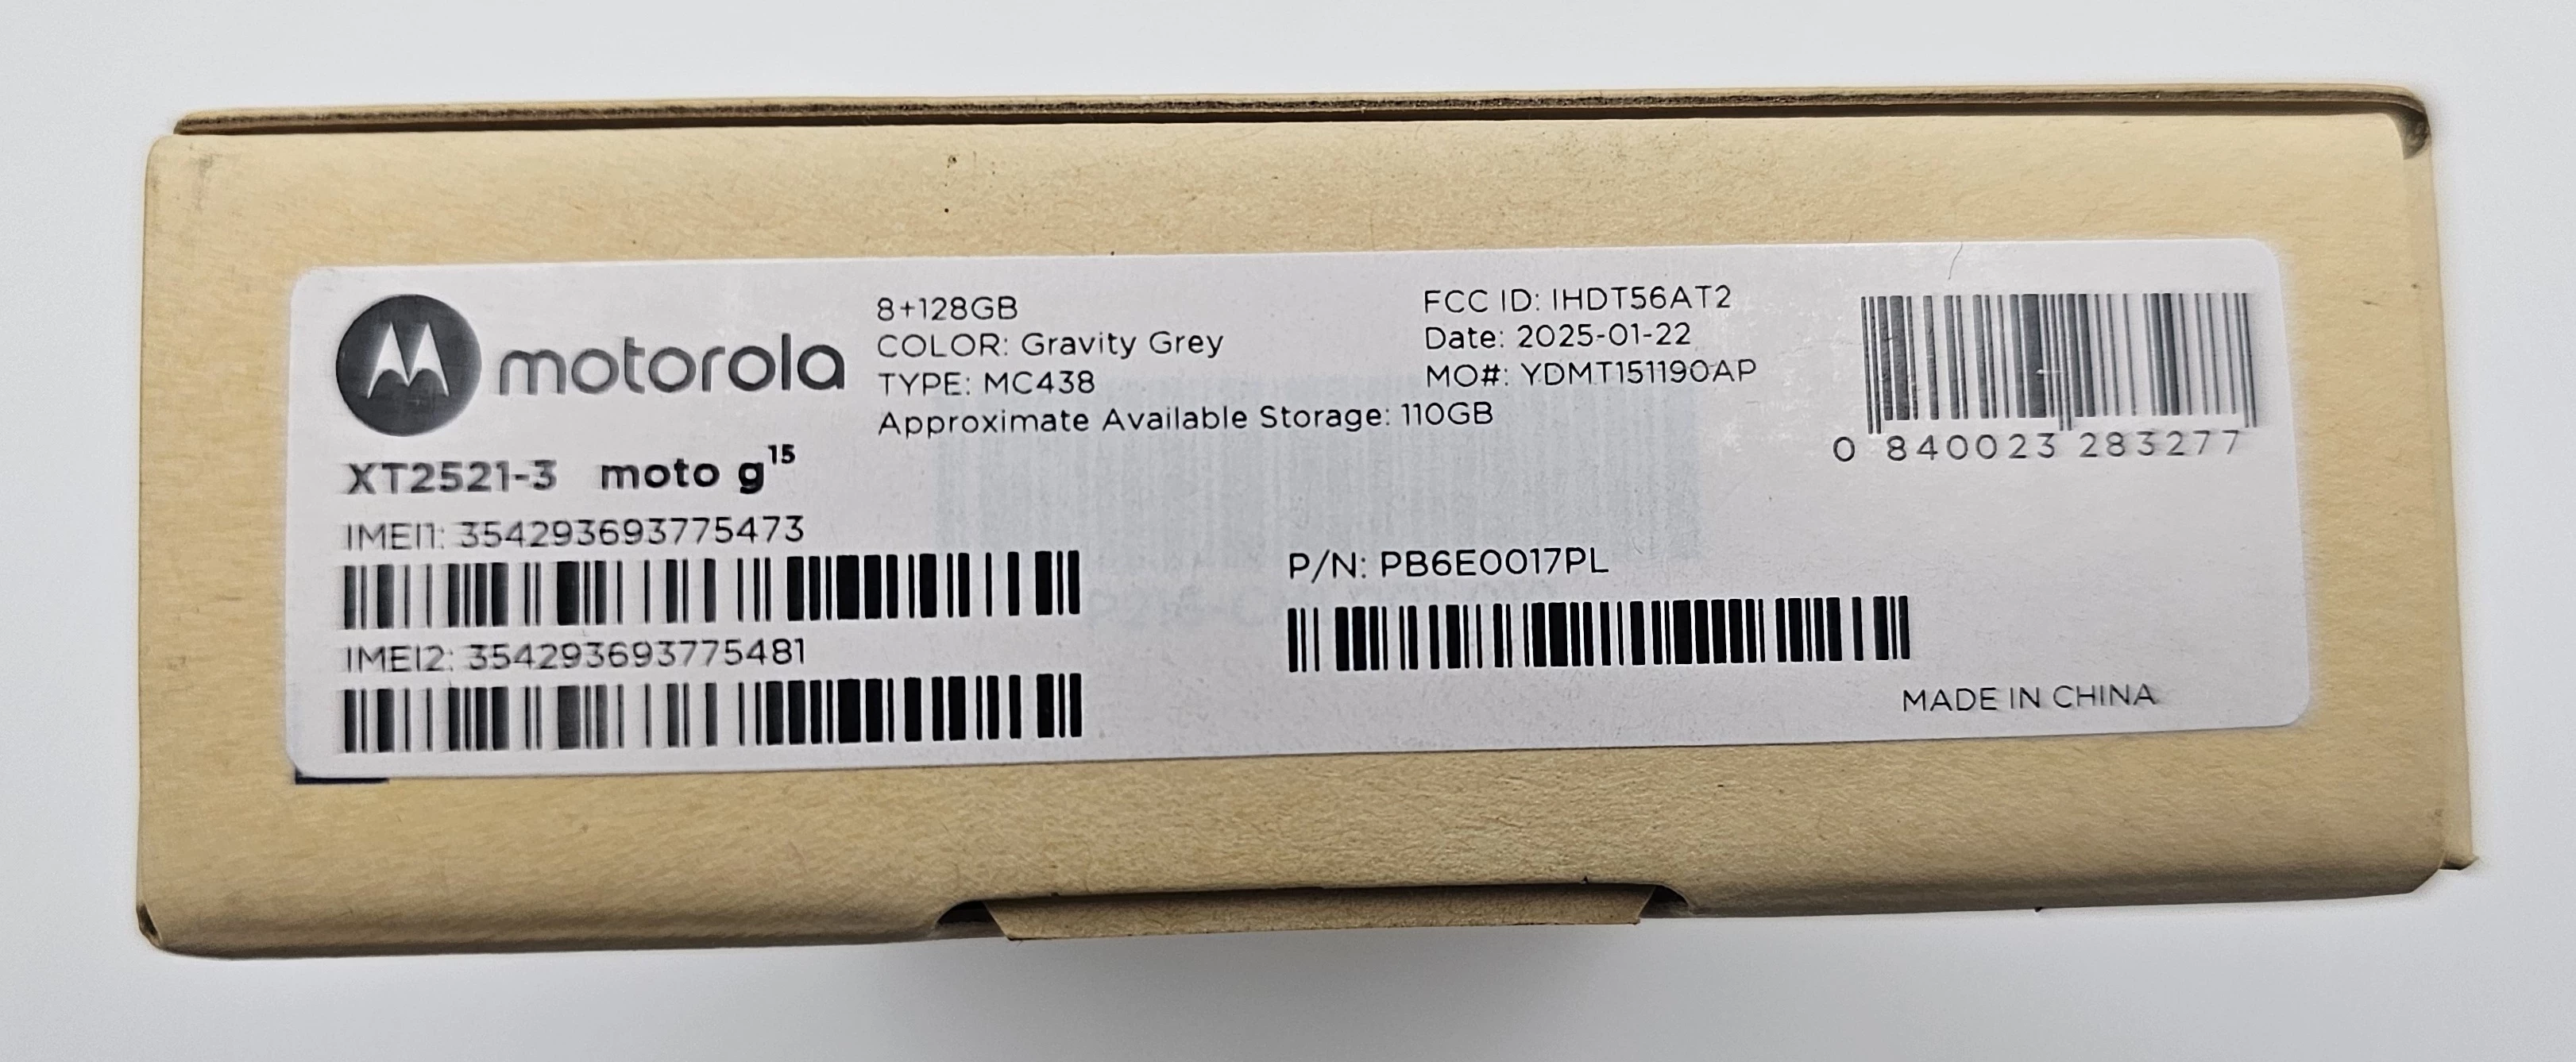 motorola
XT2521-3 moto g15
8+128GB
COLOR: Gravity Grey
TYPE: MC438
Approximate Available Storage: 110GB
FCC ID: IHDT56AT2
Date: 2025-01-22
MO#: YDMT151190AP
0 840023 283277
IMEI1: 354293693775473
IMEI2: 354293693775481
P/N: PB6E0017PL
MADE IN CHINA